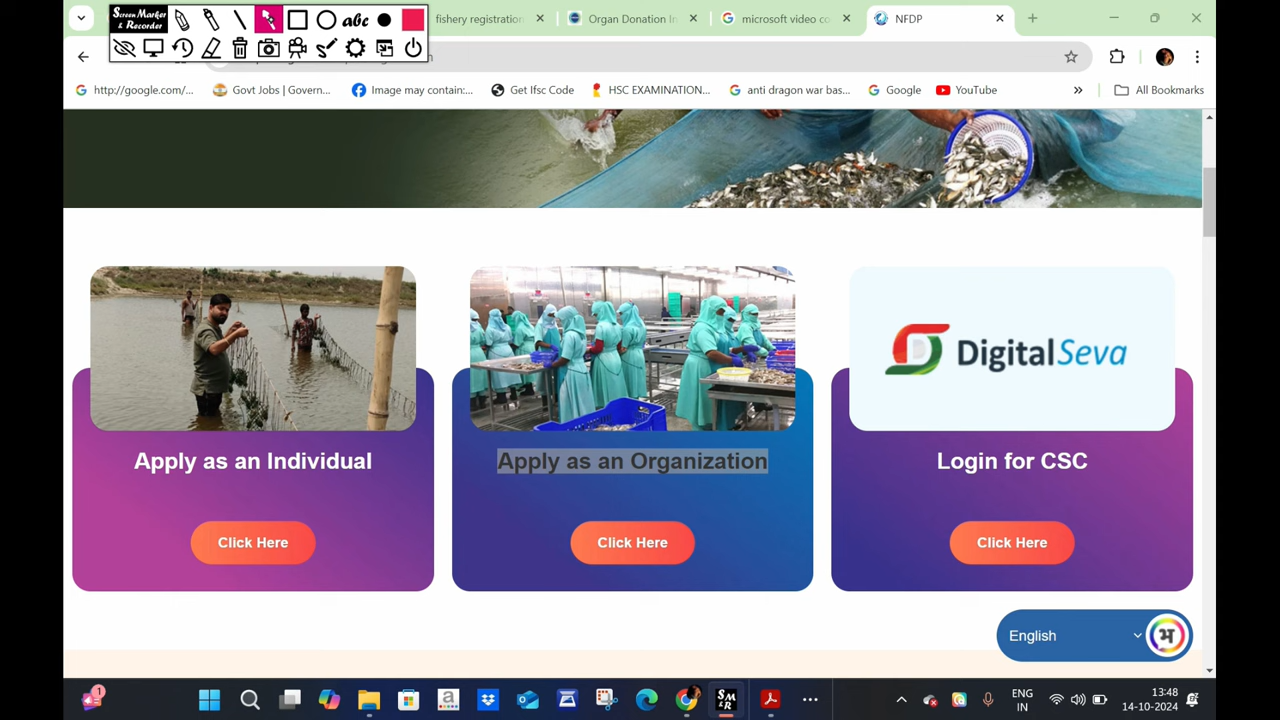 Screen Marker
& Recorder
abc
fishery registration
Organ Donation I
microsoft video co
NFDP
http://google.com/...
Govt Jobs | Govern...
Image may contain:...
Get Ifsc Code
HSC EXAMINATION...
anti dragon war bas...
Google
YouTube
All Bookmarks
DigitalSeva
Apply as an Individual
Apply as an Organization
Login for CSC
Click Here
Click Here
Click Here
English
भ
1
a
SM
&R
ENG
IN
13:48
14-10-2024